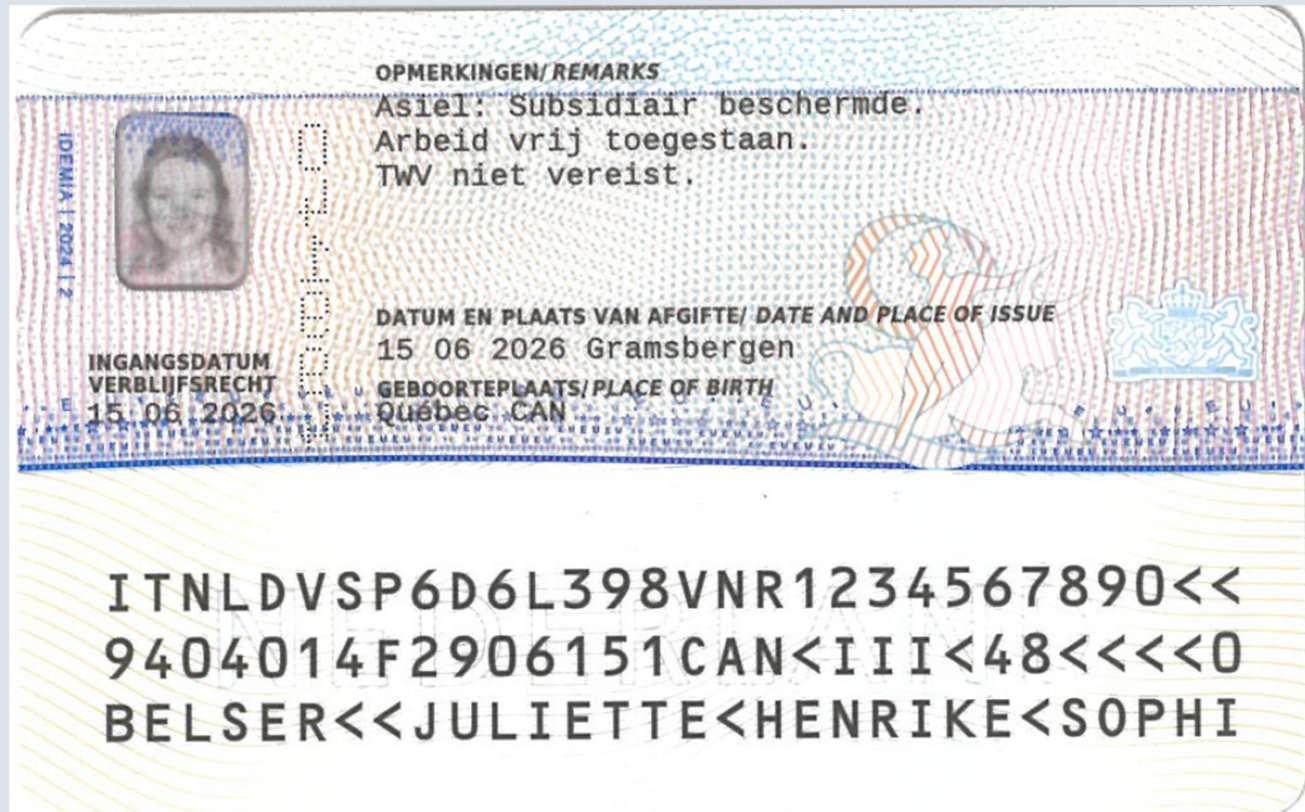 OPMERKINGEN/ REMARKS
Asiel: Subsidiair beschermde.
Arbeid vrij toegestaan.
TWV niet vereist.
IDEMIA | 2024 | 2
DATUM EN PLAATS VAN AFGIFTE/ DATE AND PLACE OF ISSUE
15 06 2026 Gramsbergen
INGANGSDATUM
VERBLIJFSRECHT
15 06 2026
GEBOORTEPLAATS/PLACE OF BIRTH
Québec CAN
NEDERLAND
ITNLDVSP6D6L398VNR1234567890<<
9404014F2906151CAN<III<48<<<<0
BELSER<<JULIETTE<HENRIKE<SOPHI